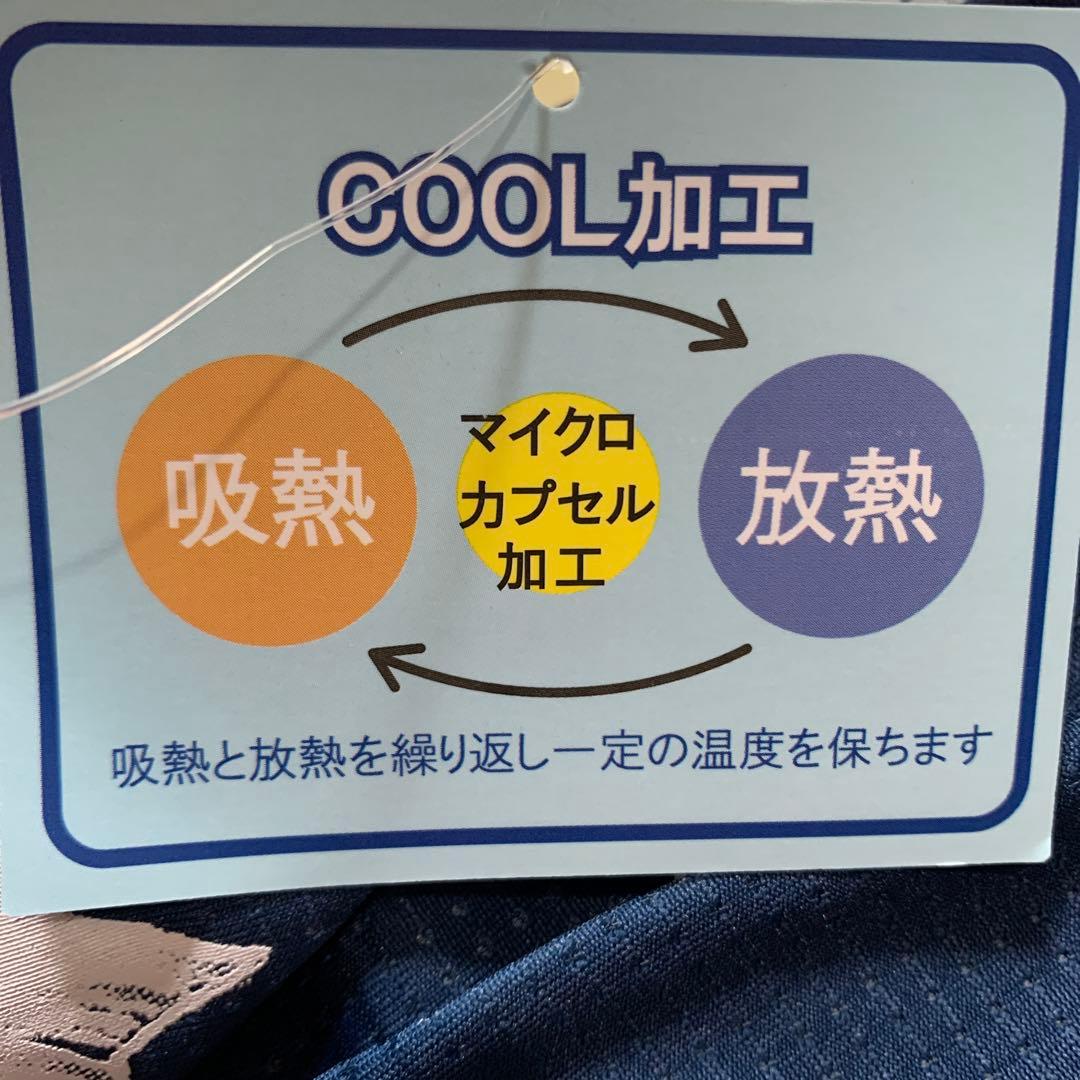 COOL加工
吸熱
マイクロ
カプセル
加工
放熱
吸熱と放熱を繰り返し一定の温度を保ちます